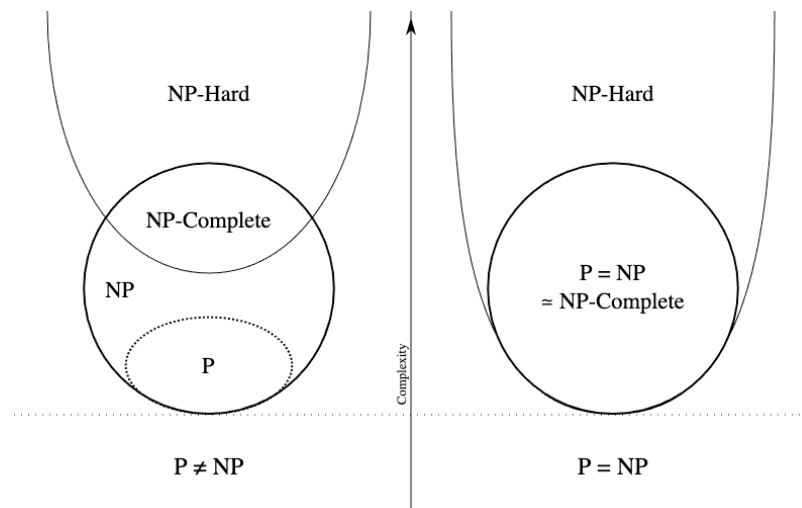 NP-Hard
NP-Complete
NP
P
P ≠ NP
Complexity
NP-Hard
P = NP
≃ NP-Complete
P = NP